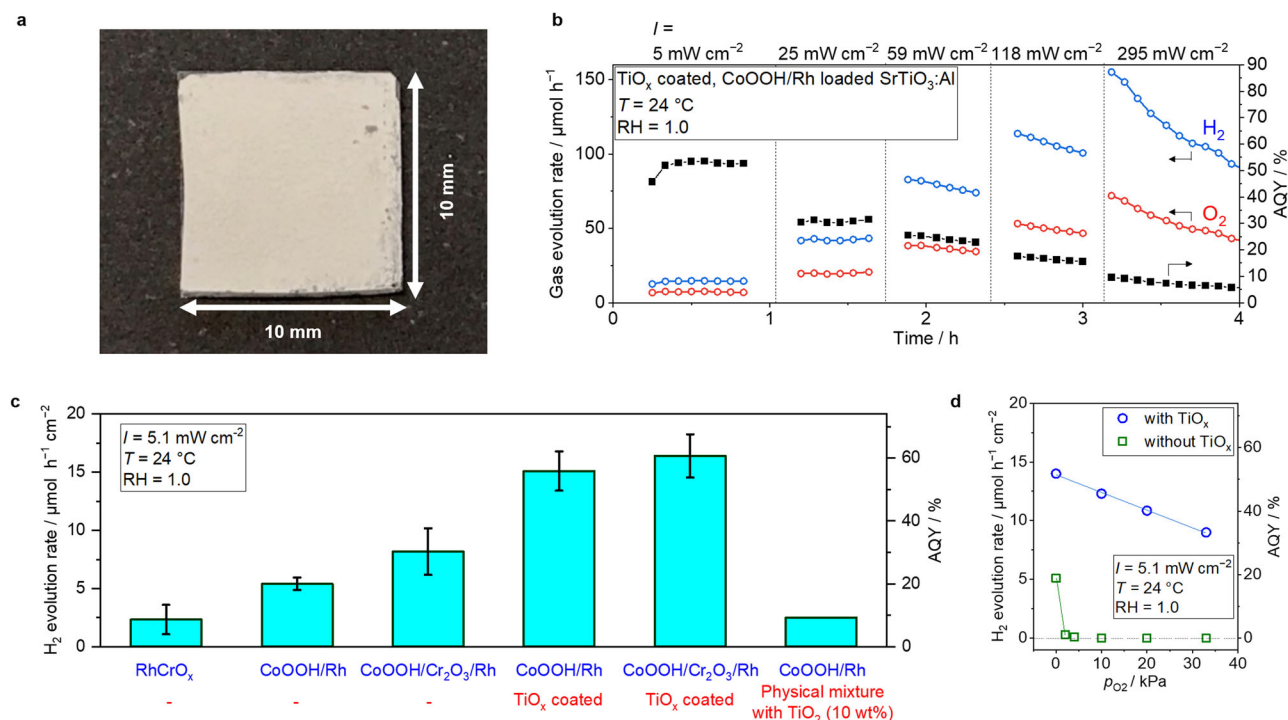 a
10 mm
10 mm
b
I =
5 mW cm⁻² 25 mW cm⁻² 59 mW cm⁻² 118 mW cm⁻² 295 mW cm⁻²
TiOₓ coated, CoOOH/Rh loaded SrTiO₃:Al
T = 24 °C
RH = 1.0
Gas evolution rate / μmol h⁻¹
150
100
50
0
H₂
O₂
90
80
70
60
50
40
30
20
10
0
AQY / %
0 1 2 3 4
Time / h
c
I = 5.1 mW cm⁻²
T = 24 °C
RH = 1.0
H₂ evolution rate / μmol h⁻¹ cm⁻²
20
15
10
5
0
60
40
20
0
AQY / %
RhCrOₓ CoOOH/Rh CoOOH/Cr₂O₃/Rh CoOOH/Rh CoOOH/Cr₂O₃/Rh CoOOH/Rh
- - - TiOₓ coated TiOₓ coated Physical mixture
with TiO₂ (10 wt%)
d
with TiOₓ
without TiOₓ
I = 5.1 mW cm⁻²
T = 24 °C
RH = 1.0
H₂ evolution rate / μmol h⁻¹ cm⁻²
20
15
10
5
0
60
40
20
0
AQY / %
0 10 20 30 40
pO2 / kPa